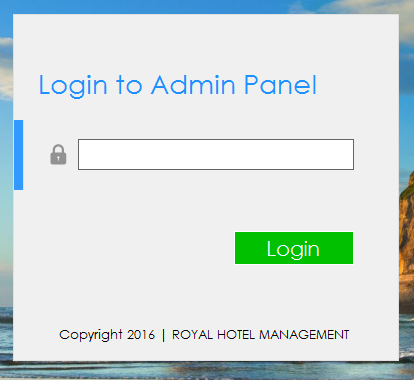 Login to Admin Panel
Login
Copyright 2016 | ROYAL HOTEL MANAGEMENT